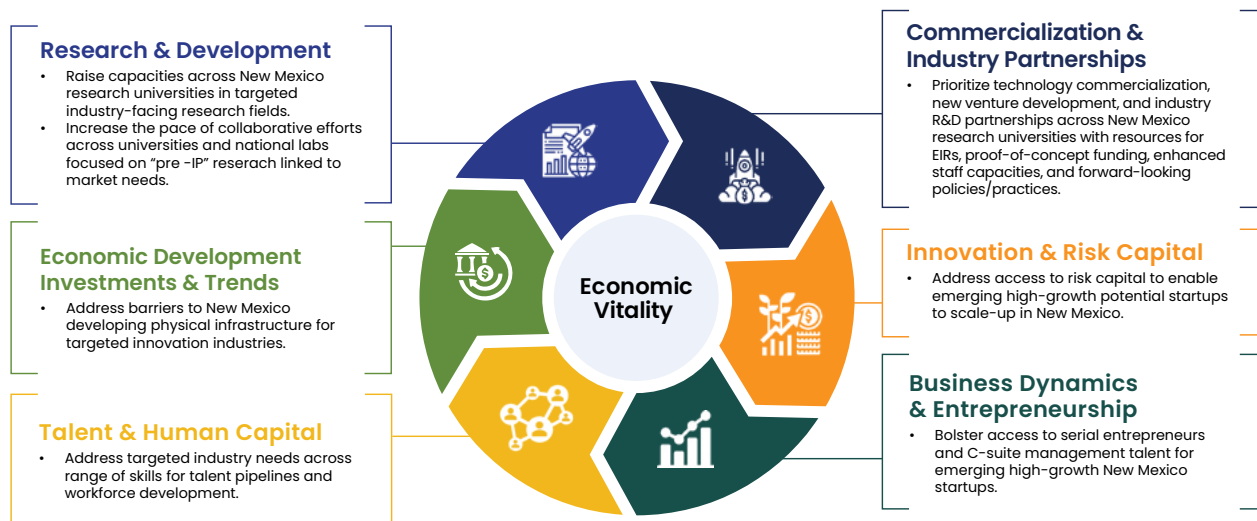 Research & Development
• Raise capacities across New Mexico
research universities in targeted
industry-facing research fields.
• Increase the pace of collaborative efforts
across universities and national labs
focused on “pre -IP” reserach linked to
market needs.
Economic Development
Investments & Trends
• Address barriers to New Mexico
developing physical infrastructure for
targeted innovation industries.
Talent & Human Capital
• Address targeted industry needs across
range of skills for talent pipelines and
workforce development.
Economic
Vitality
Commercialization &
Industry Partnerships
• Prioritize technology commercialization,
new venture development, and industry
R&D partnerships across New Mexico
research universities with resources for
EIRs, proof-of-concept funding, enhanced
staff capacities, and forward-looking
policies/practices.
Innovation & Risk Capital
• Address access to risk capital to enable
emerging high-growth potential startups
to scale-up in New Mexico.
Business Dynamics
& Entrepreneurship
• Bolster access to serial entrepreneurs
and C-suite management talent for
emerging high-growth New Mexico
startups.